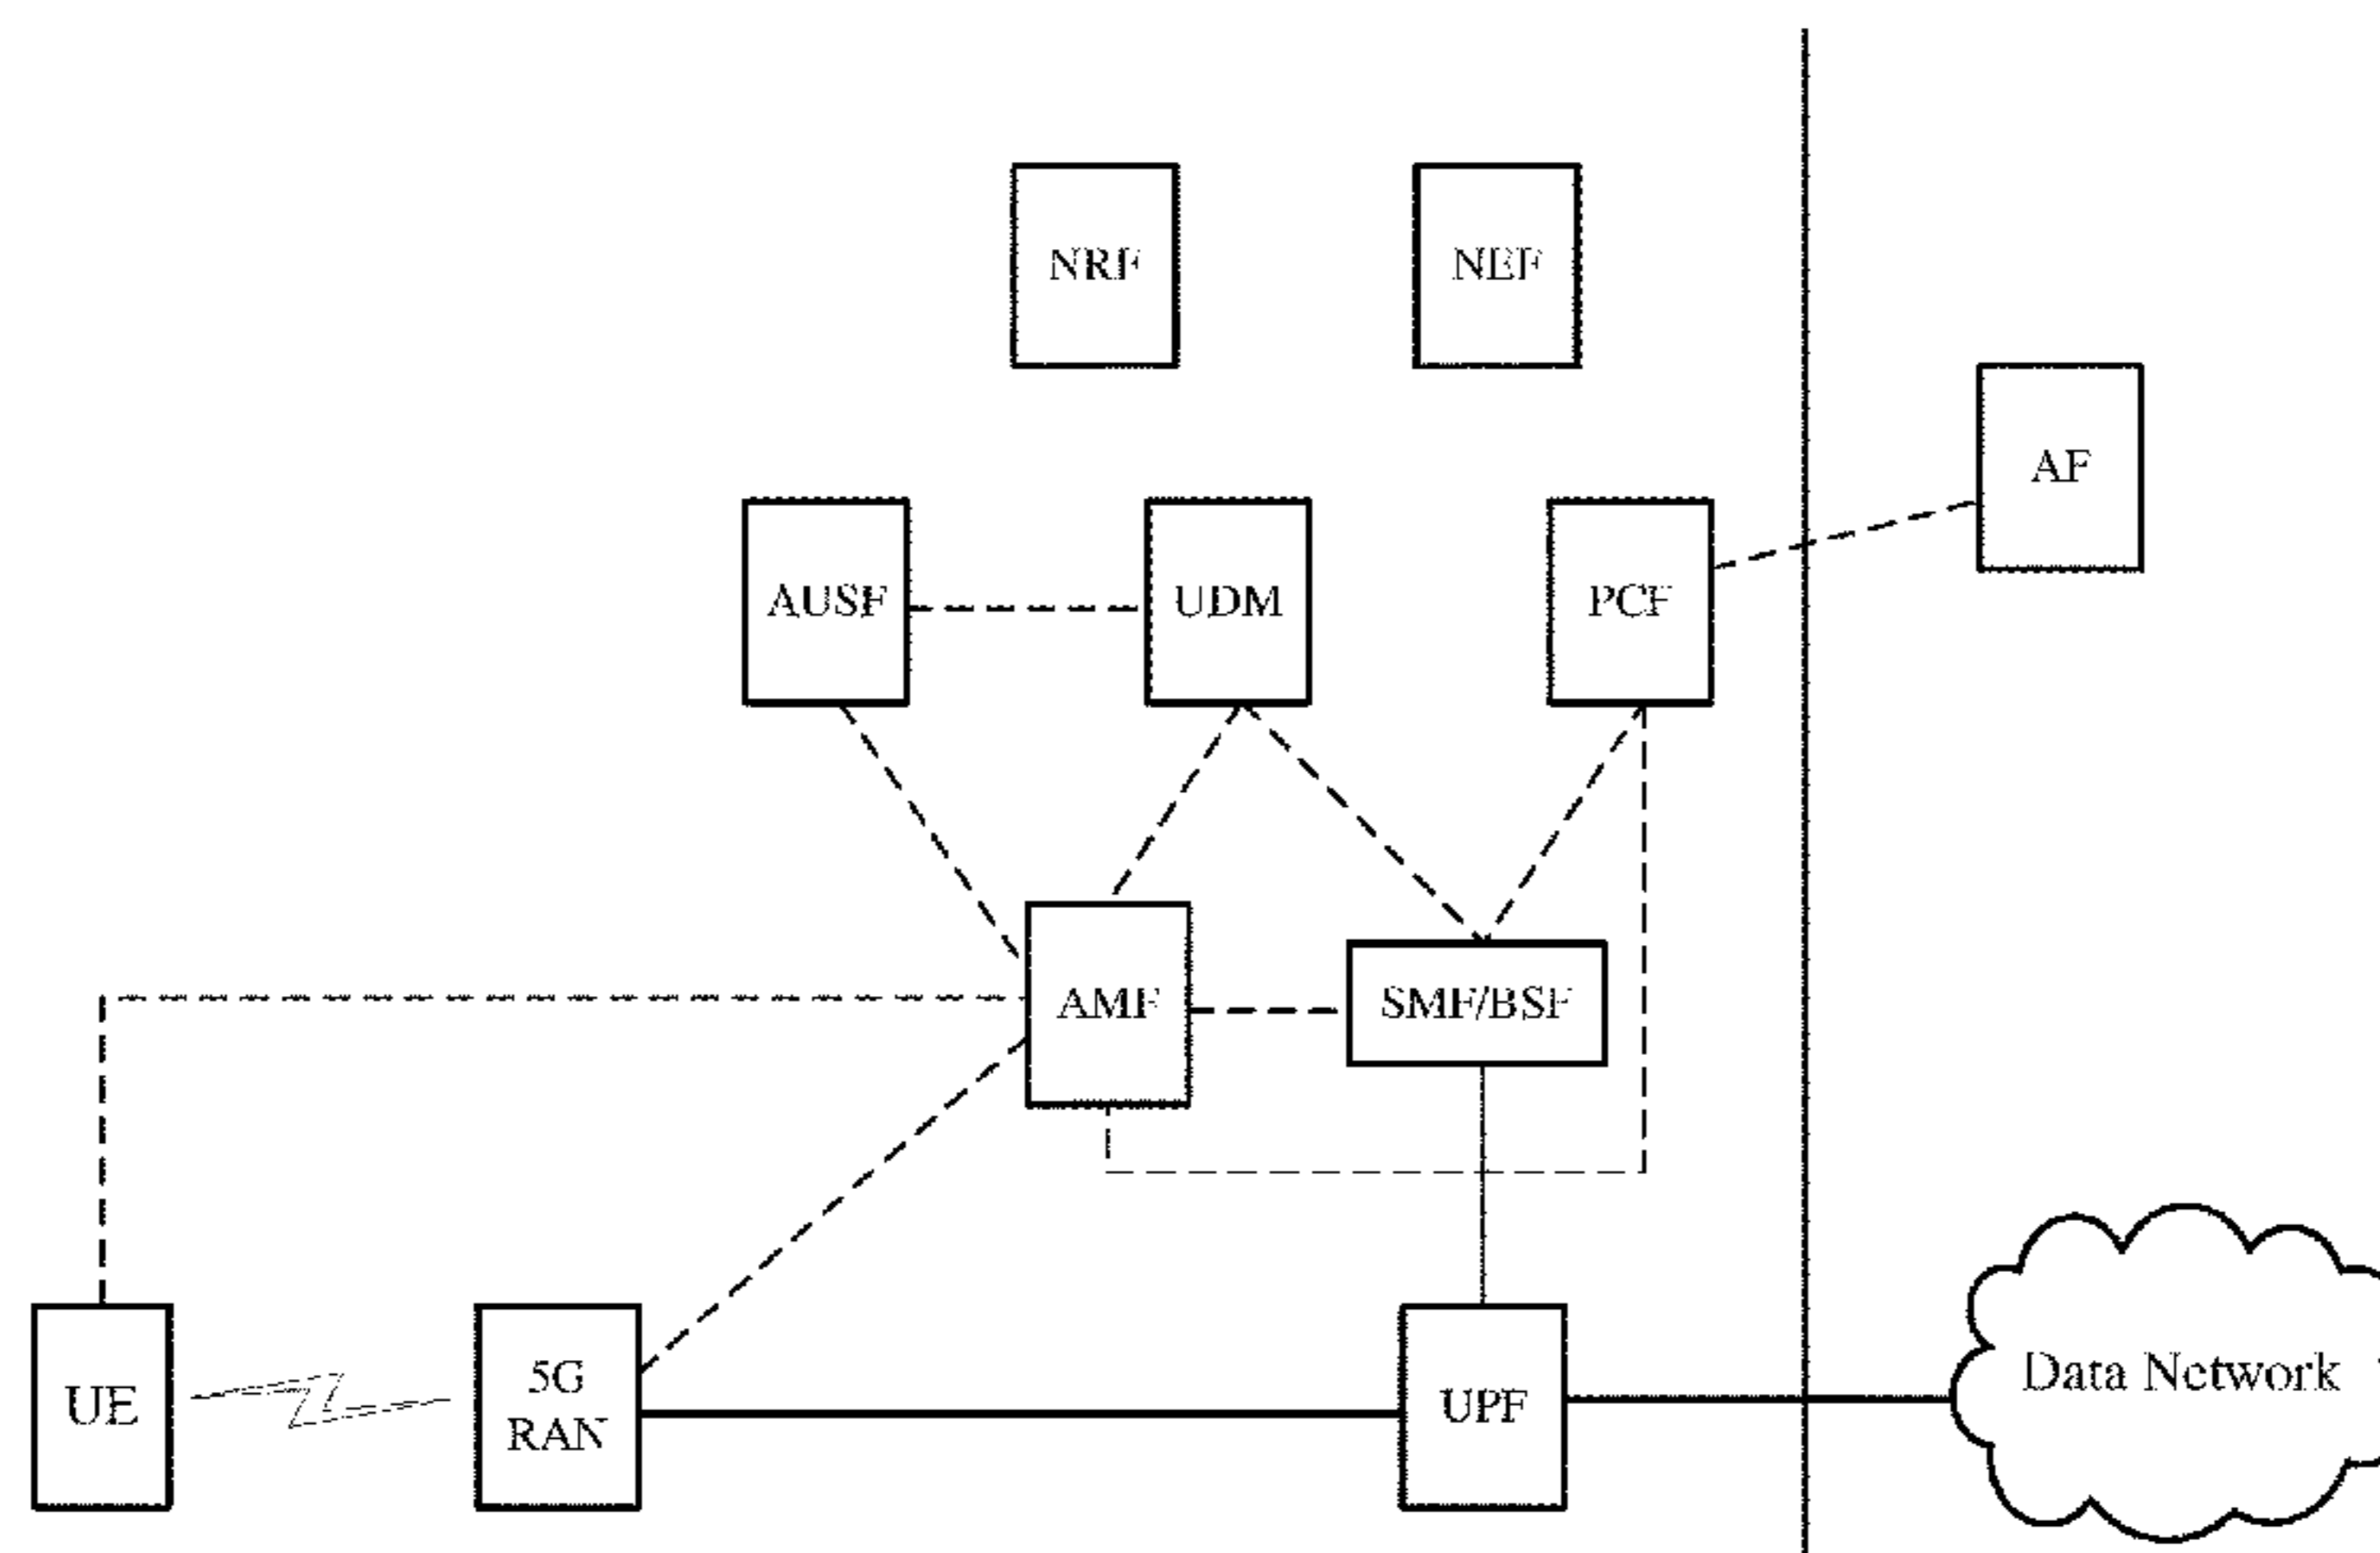 NRF
NEF
AF
AUSF
UDM
PCF
AMF
SMF/BSF
UE
5G
RAN
UPF
Data Network